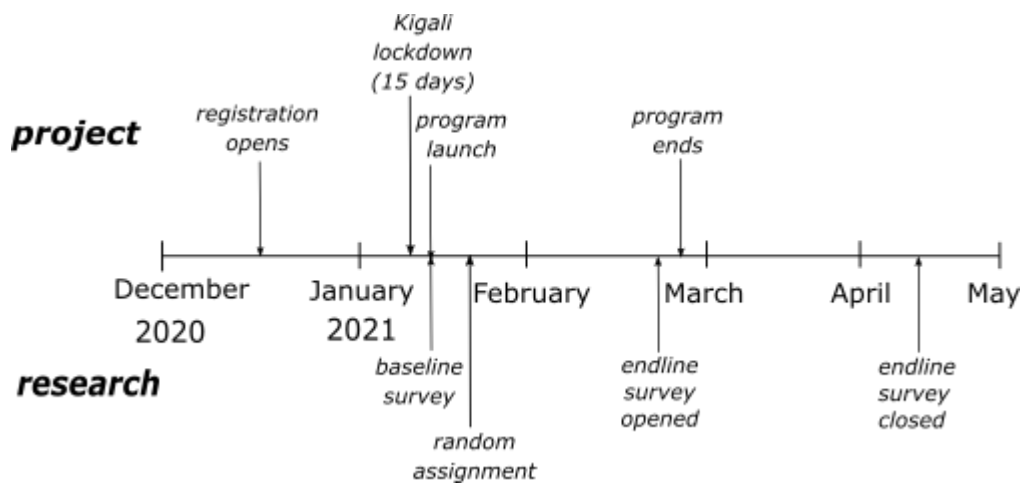 Kigali
lockdown
(15 days)
registration
opens
program
launch
program
ends
project
December
2020
January
2021
February
March
April
May
research
baseline
survey
random
assignment
endline
survey
opened
endline
survey
closed